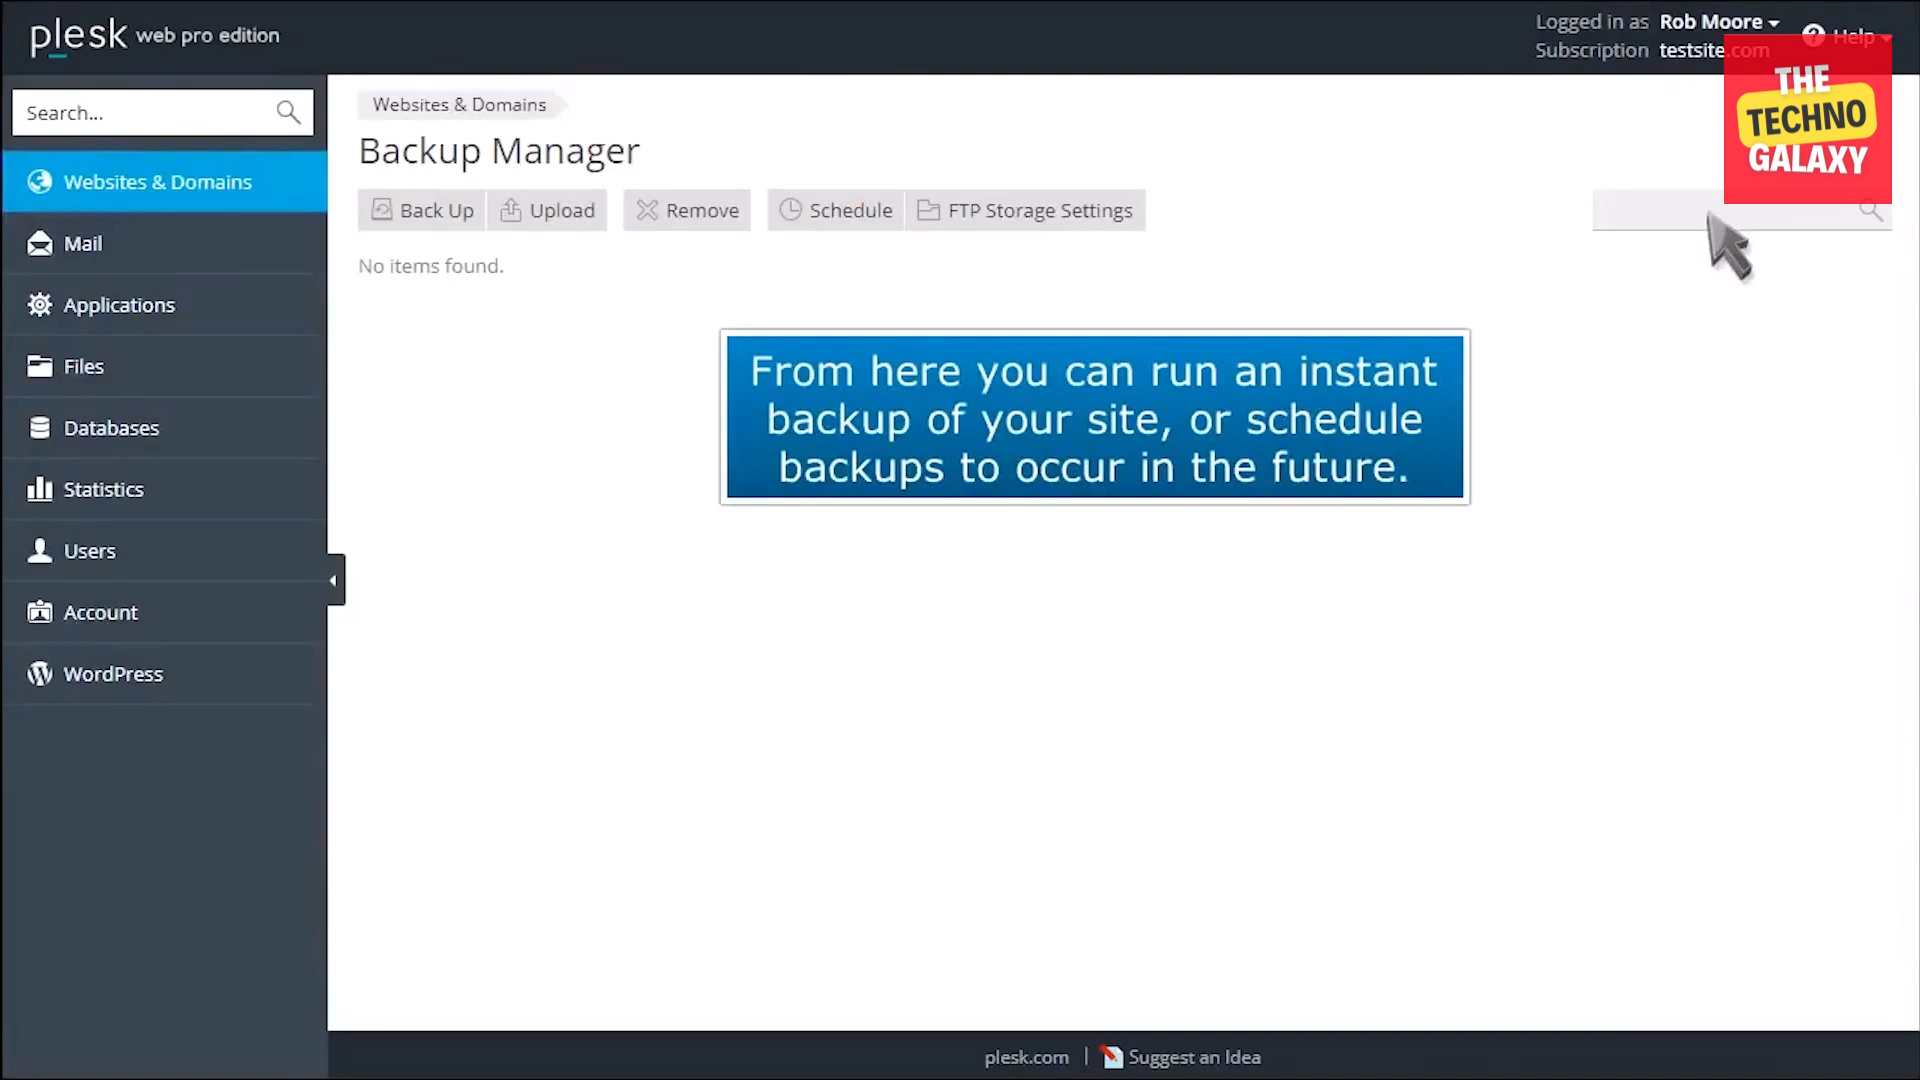 plesk web pro edition
Logged in as Rob Moore
Subscription testsite.com
Help
THE
TECHNO
GALAXY
Search...
Websites & Domains
Mail
Applications
Files
Databases
Statistics
Users
Account
WordPress
Websites & Domains
Backup Manager
Back Up Upload Remove Schedule FTP Storage Settings
No items found.
From here you can run an instant
backup of your site, or schedule
backups to occur in the future.
plesk.com | Suggest an Idea